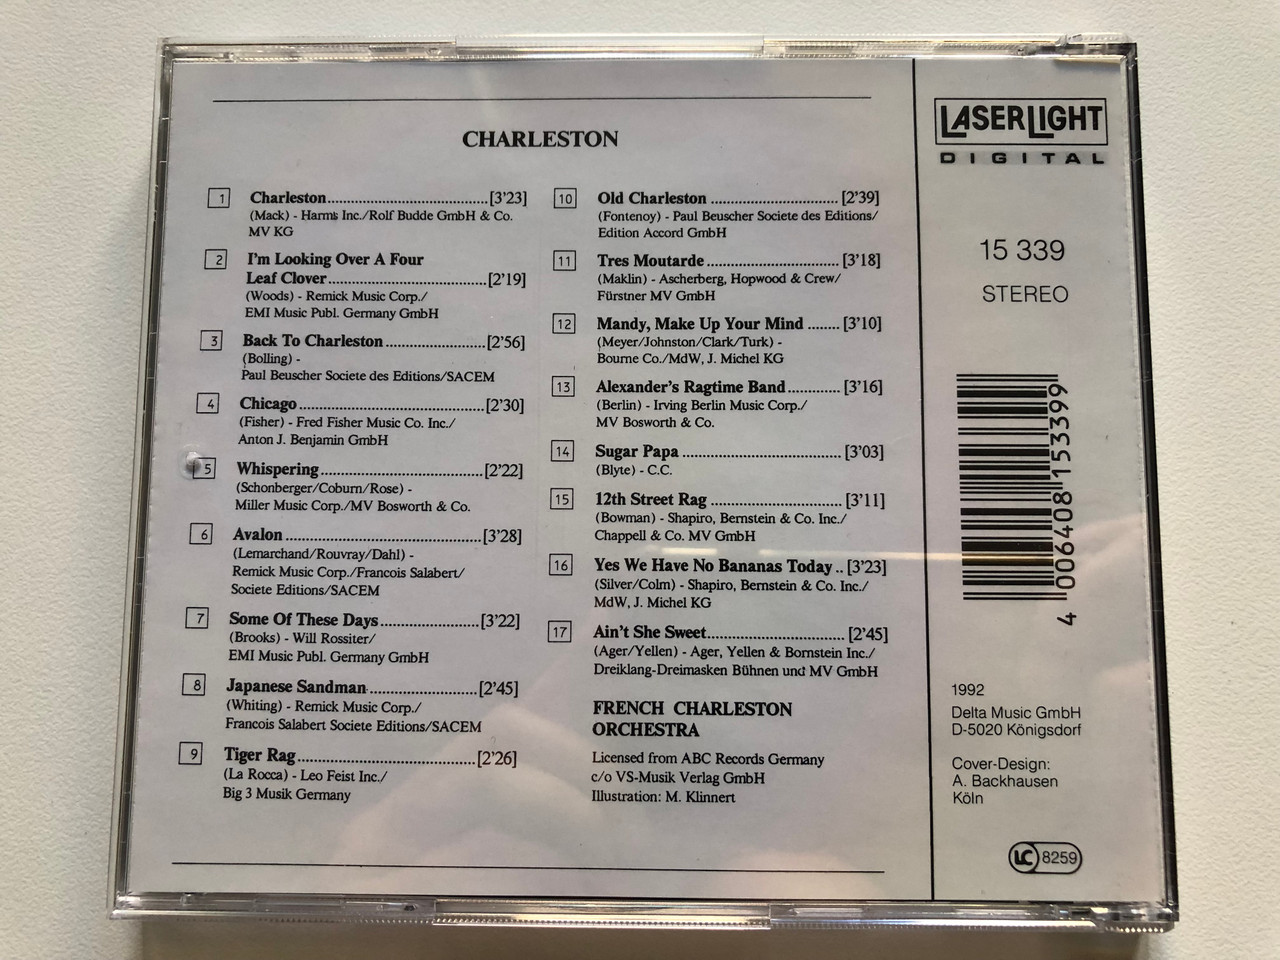 CHARLESTON
1 Charleston................................[3'23]
(Mack) - Harms Inc./Rolf Budde GmbH & Co.
MV KG
2 I'm Looking Over A Four
Leaf Clover...............................[2'19]
(Woods) - Remick Music Corp./
EMI Music Publ. Germany GmbH
3 Back To Charleston....................[2'56]
(Bolling) -
Paul Beuscher Societe des Editions/SACEM
4 Chicago.....................................[2'30]
(Fisher) - Fred Fisher Music Co. Inc./
Anton J. Benjamin GmbH
5 Whispering................................[2'22]
(Schonberger/Coburn/Rose) -
Miller Music Corp./MV Bosworth & Co.
6 Avalon.......................................[3'28]
(Lemarchand/Rouvray/Dahl) -
Remick Music Corp./Francois Salabert/
Societe Editions/SACEM
7 Some Of These Days....................[3'22]
(Brooks) - Will Rossiter/
EMI Music Publ. Germany GmbH
8 Japanese Sandman......................[2'45]
(Whiting) - Remick Music Corp./
Francois Salabert Societe Editions/SACEM
9 Tiger Rag...................................[2'26]
(La Rocca) - Leo Feist Inc./
Big 3 Musik Germany
10 Old Charleston ..........................[2'39]
(Fontenoy) - Paul Beuscher Societe des Editions/
Edition Accord GmbH
11 Tres Moutarde...........................[3'18]
(Maklin) - Ascherberg, Hopwood & Crew/
Fürstner MV GmbH
12 Mandy, Make Up Your Mind ........[3'10]
(Meyer/Johnston/Clark/Turk) -
Bourne Co./MdW, J. Michel KG
13 Alexander's Ragtime Band............[3'16]
(Berlin) - Irving Berlin Music Corp./
MV Bosworth & Co.
14 Sugar Papa ................................[3'03]
(Blyte) - C.C.
15 12th Street Rag ..........................[3'11]
(Bowman) - Shapiro, Bernstein & Co. Inc./
Chappell & Co. MV GmbH
16 Yes We Have No Bananas Today ..[3'23]
(Silver/Colm) - Shapiro, Bernstein & Co. Inc./
MdW, J. Michel KG
17 Ain't She Sweet............................[2'45]
(Ager/Yellen) - Ager, Yellen & Bornstein Inc./
Dreiklang-Dreimasken Bühnen und MV GmbH
FRENCH CHARLESTON
ORCHESTRA
Licensed from ABC Records Germany
c/o VS-Musik Verlag GmbH
Illustration: M. Klinnert
LASERLIGHT
DIGITAL
15 339
STEREO
4 006408 153399
1992
Delta Music GmbH
D-5020 Königsdorf
Cover-Design:
A. Backhausen
Köln
LC 8259